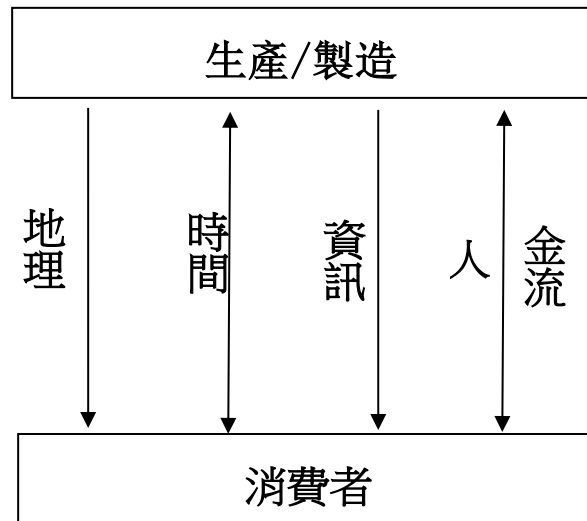 生產/製造
地理
時間
資訊
人
金流
消費者